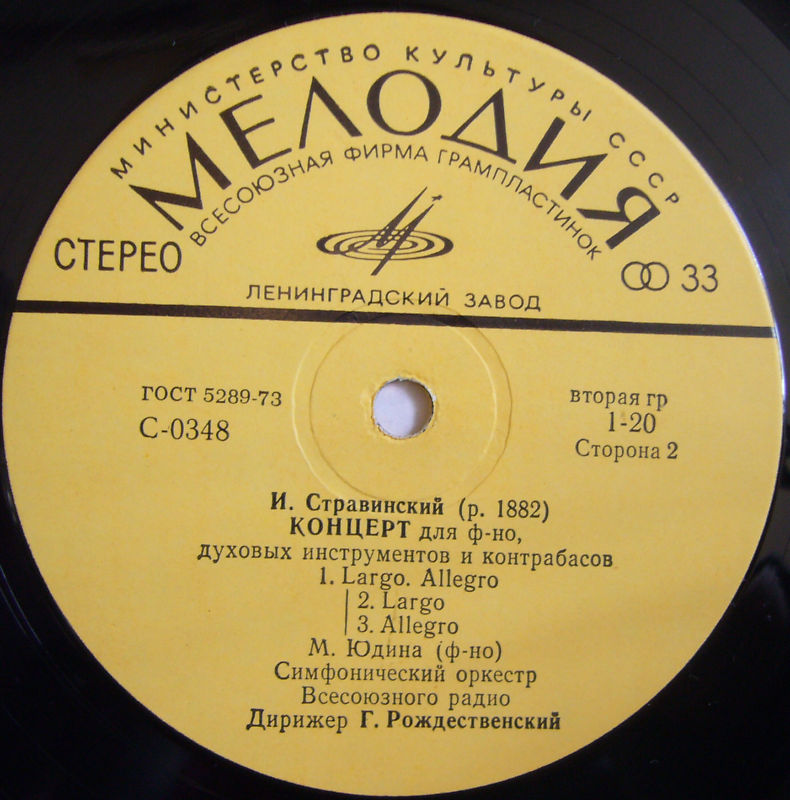 МИНИСТЕРСТВО КУЛЬТУРЫ СССР
МЕЛОДИЯ
ВСЕСОЮЗНАЯ ФИРМА ГРАМПЛАСТИНОК
СТЕРЕО
33
ЛЕНИНГРАДСКИЙ ЗАВОД
ГОСТ 5289-73
С-0348
вторая гр
1-20
Сторона 2
И. Стравинский (р. 1882)
КОНЦЕРТ для ф-но,
духовых инструментов и контрабасов
1. Largo. Allegro
2. Largo
3. Allegro
М. Юдина (ф-но)
Симфонический оркестр
Всесоюзного радио
Дирижер Г. Рождественский